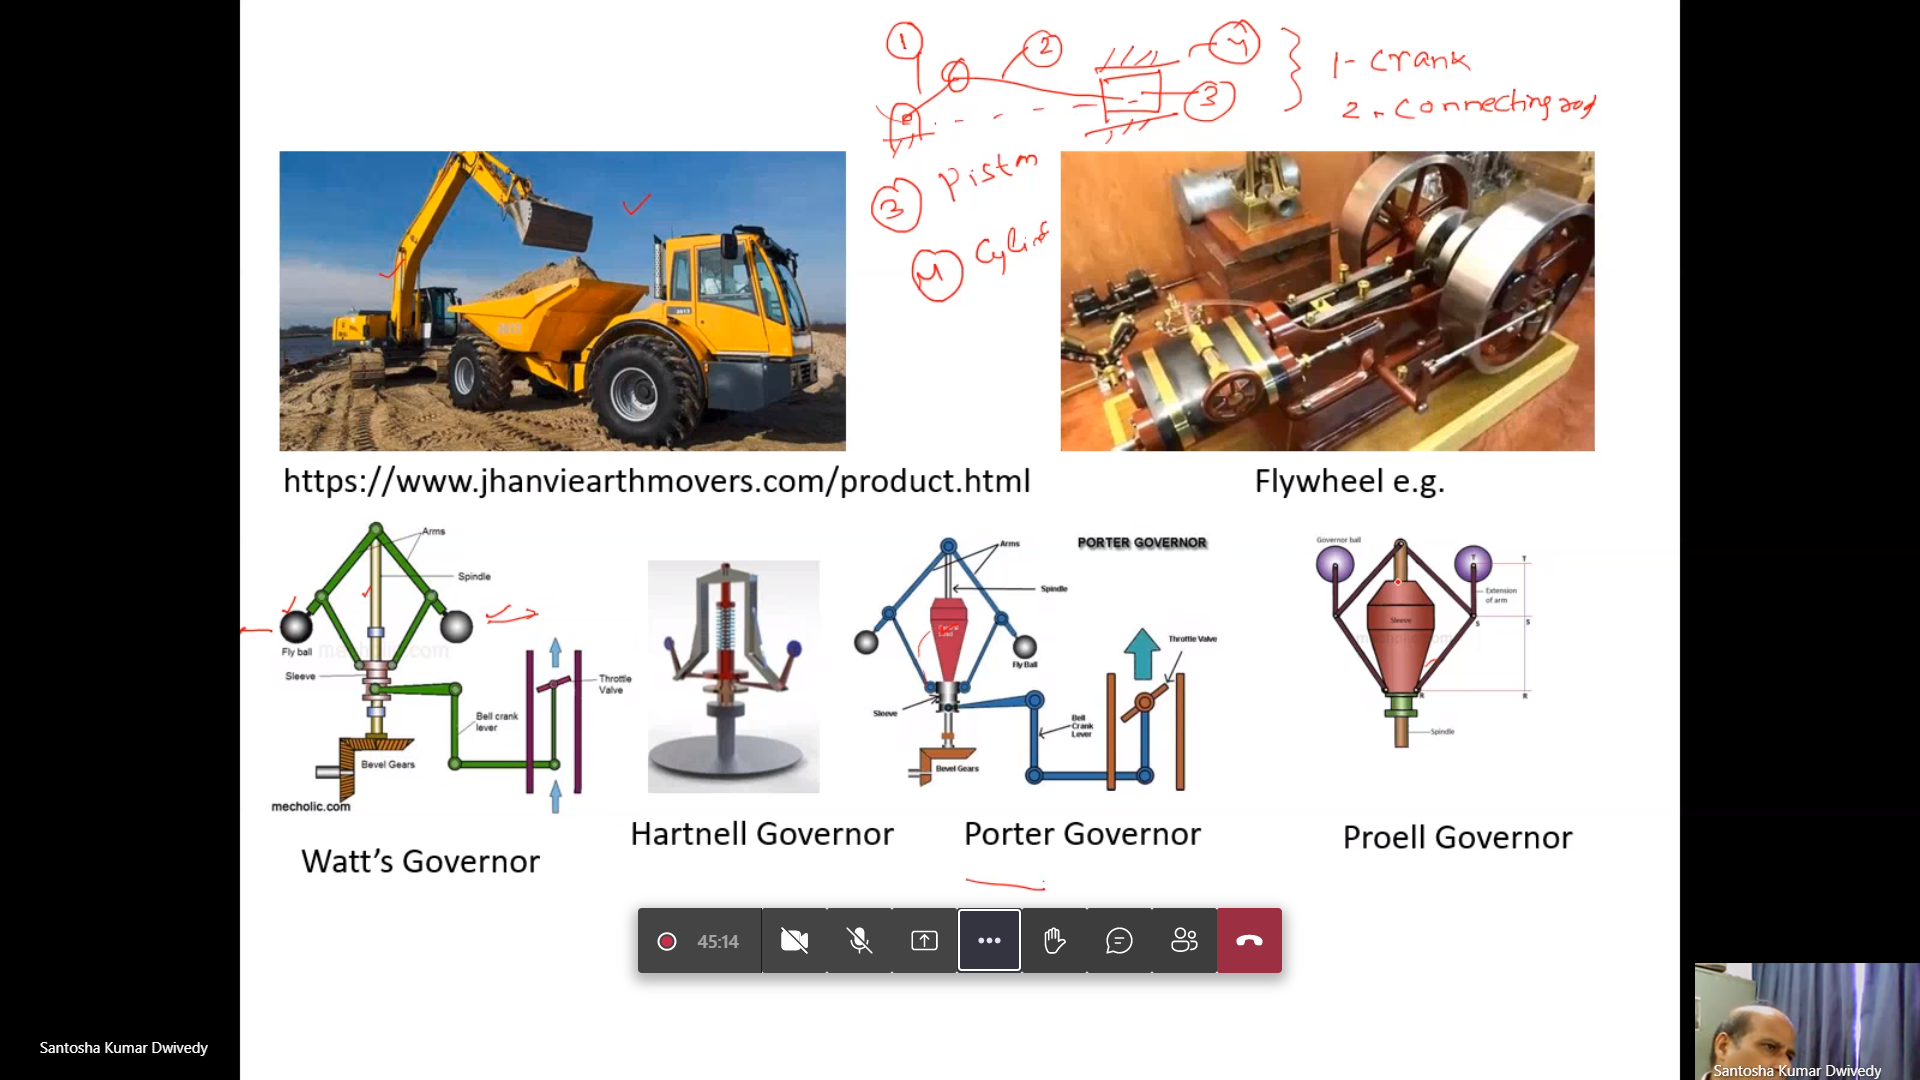 1
2
4
3
1- crank
2. Connecting rod
3 Piston
4
https://www.jhanviearthmovers.com/product.html
Flywheel e.g.
Arms
Spindle
Fly ball
Sleeve
Throttle
Valve
Bell crank
lever
Bevel Gears
mecholic.com
Watt's Governor
Hartnell Governor
PORTER GOVERNOR
Arms
Spindle
Central
Load
Fly Ball
Throttle Valve
Sleeve
Bell
Crank
Lever
Bevel Gears
Porter Governor
Governor ball
T
T
Extension
of arm
Sleeve
S
S
R
R
Spindle
Proell Governor
45:14
Santosha Kumar Dwivedy
Santosha Kumar Dwivedy